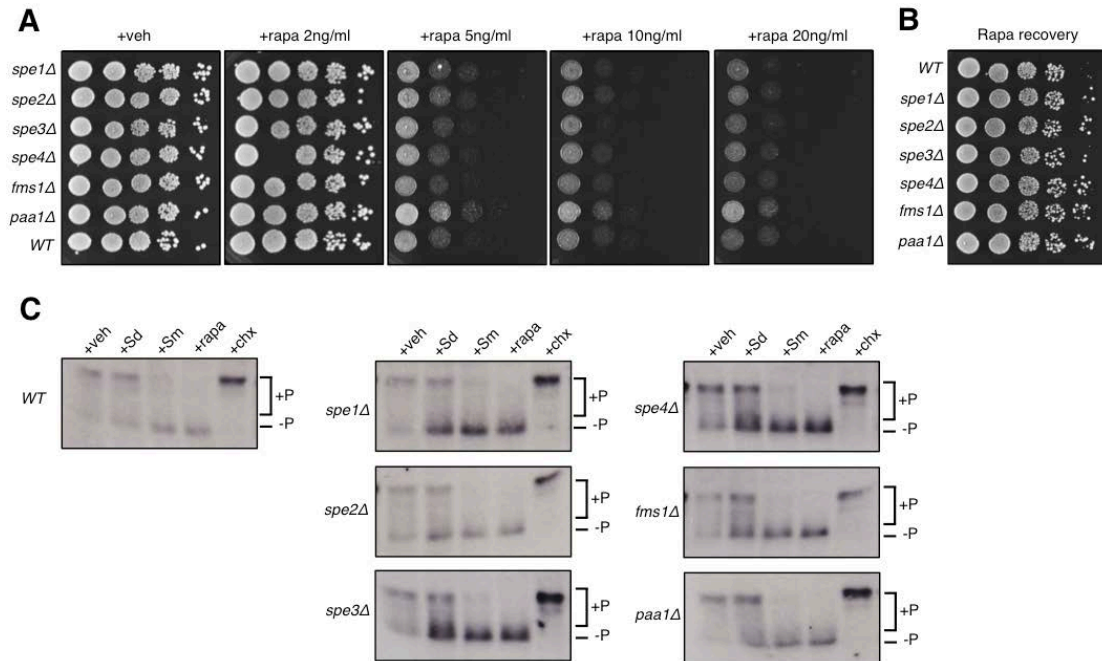 A
+veh
+rapa 2ng/ml
+rapa 5ng/ml
+rapa 10ng/ml
+rapa 20ng/ml
spe1Δ
spe2Δ
spe3Δ
spe4Δ
fms1Δ
paa1Δ
WT
B
Rapa recovery
WT
spe1Δ
spe2Δ
spe3Δ
spe4Δ
fms1Δ
paa1Δ
C
+veh +Sd +Sm +rapa +chx
WT
+P
-P
+veh +Sd +Sm +rapa +chx
spe1Δ
+P
-P
spe2Δ
+P
-P
spe3Δ
+P
-P
+veh +Sd +Sm +rapa +chx
spe4Δ
+P
-P
fms1Δ
+P
-P
paa1Δ
+P
-P